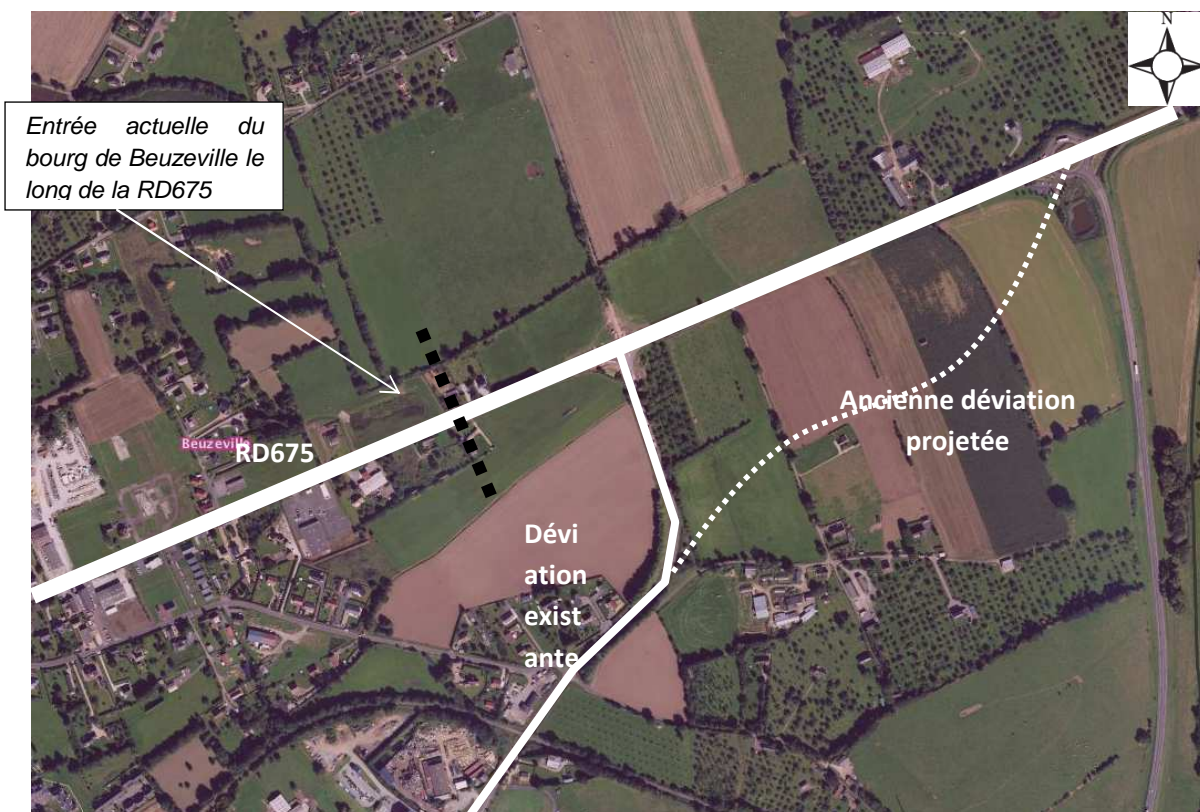 N
Entrée actuelle du
bourg de Beuzeville le
long de la RD675
Ancienne déviation
projetée
Beuzeville
RD675
Dévi
ation
exist
ante